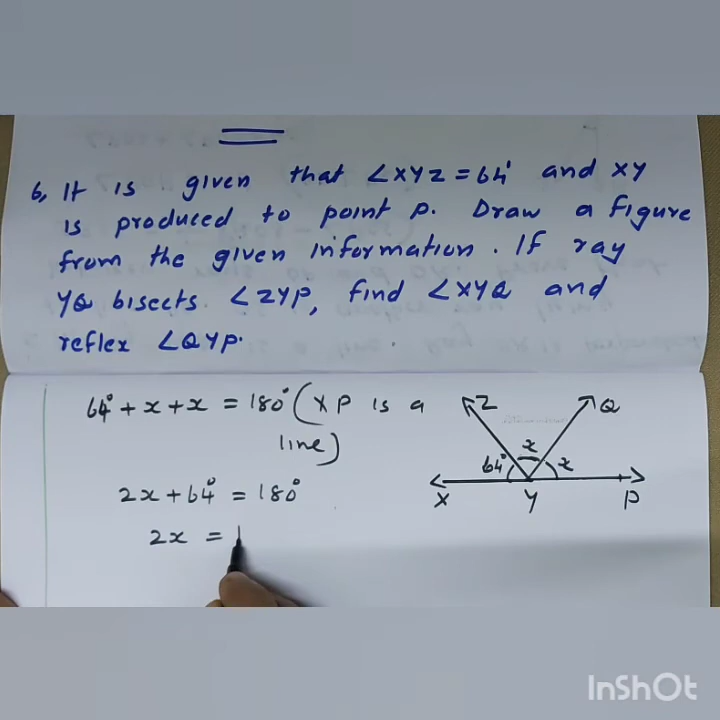 6, It is given that ∠XYZ = 64° and XY
is produced to point P. Draw a figure
from the given information. If ray
YQ bisects ∠ZYP, find ∠XYQ and
reflex ∠QYP.
64° + x + x = 180° (XP is a
line)
2x + 64° = 180°
2x =
Z Q
64° x x
X Y P
InShOt